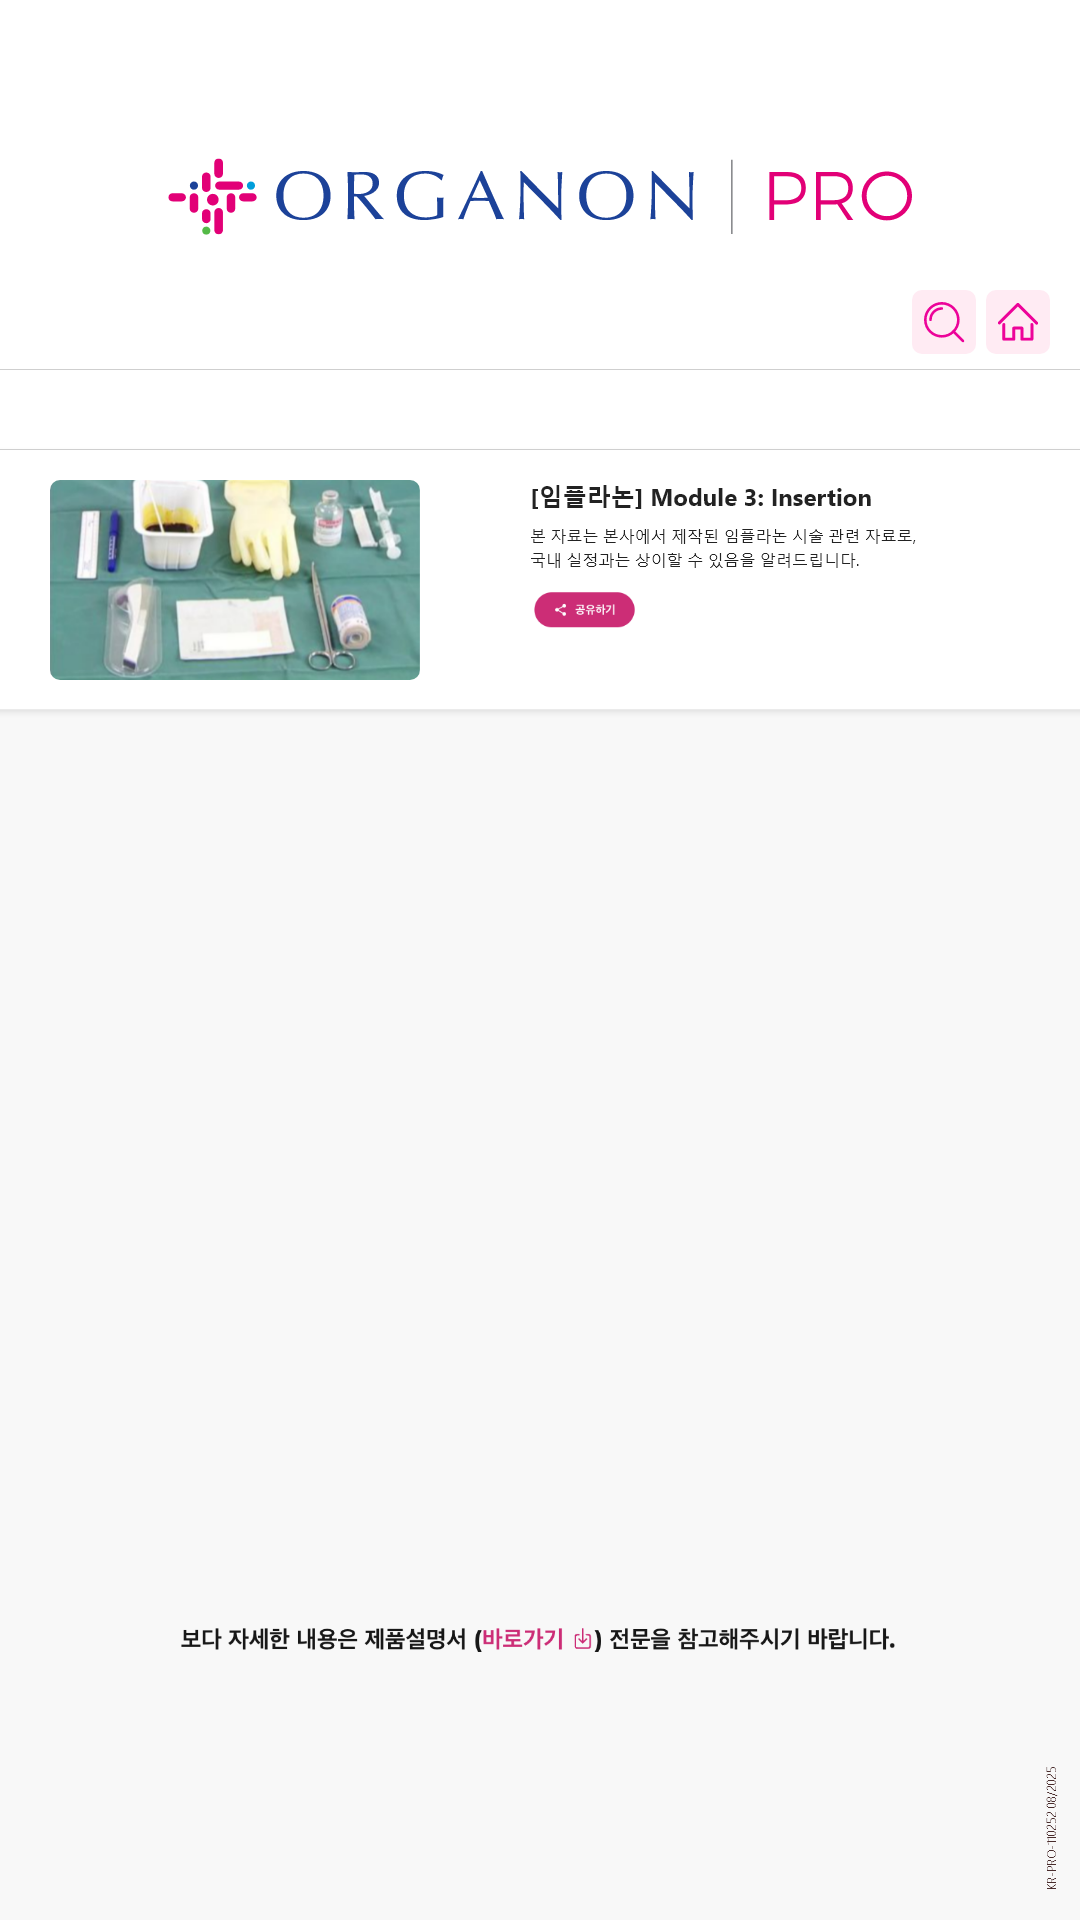 ORGANON | PRO
[임플라논] Module 3: Insertion
본 자료는 본사에서 제작된 임플라논 시술 관련 자료로,
국내 실정과는 상이할 수 있음을 알려드립니다.
공유하기
보다 자세한 내용은 제품설명서 (바로가기 ) 전문을 참고해주시기 바랍니다.
KR-PRO-110252 08/2025